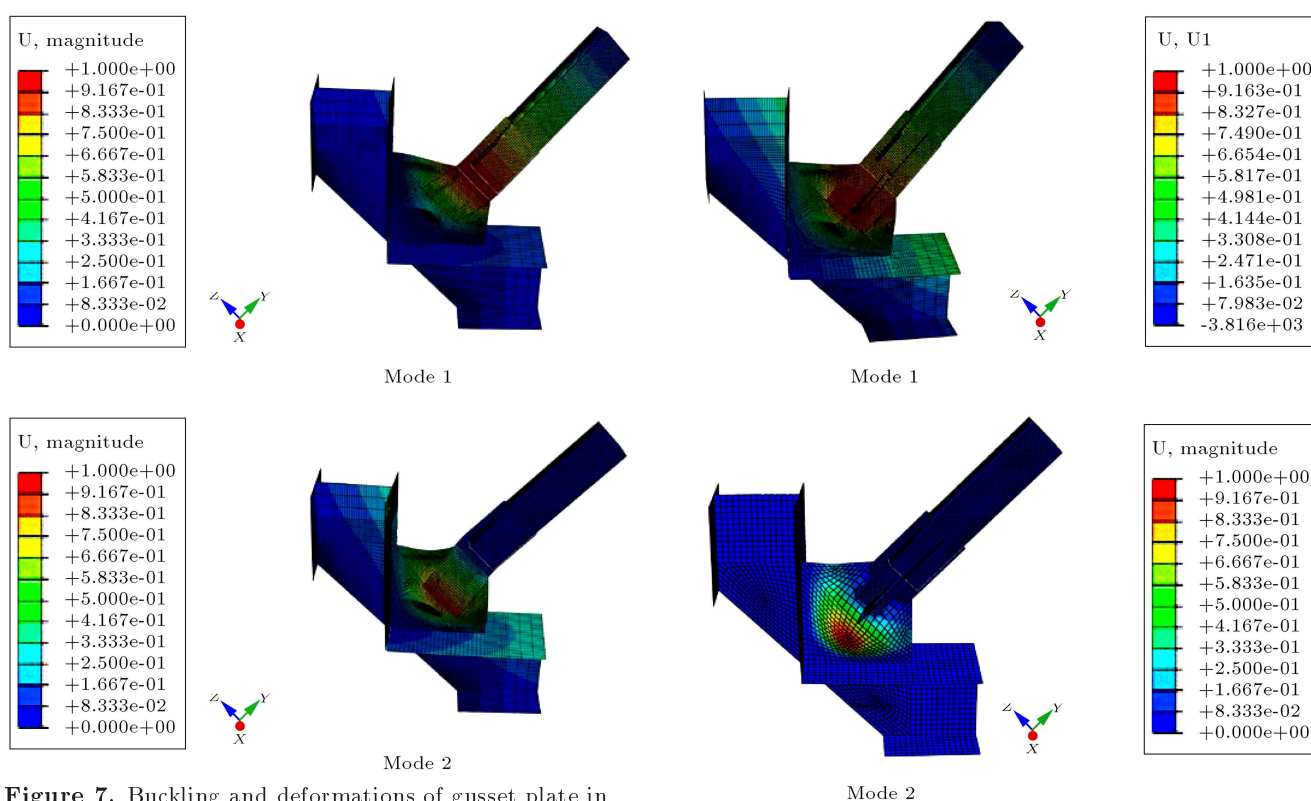 U, magnitude
+1.000e+00
+9.167e-01
+8.333e-01
+7.500e-01
+6.667e-01
+5.833e-01
+5.000e-01
+4.167e-01
+3.333e-01
+2.500e-01
+1.667e-01
+8.333e-02
+0.000e+00
Z
Y
X
Mode 1
U, U1
+1.000e+00
+9.163e-01
+8.327e-01
+7.490e-01
+6.654e-01
+5.817e-01
+4.981e-01
+4.144e-01
+3.308e-01
+2.471e-01
+1.635e-01
+7.983e-02
-3.816e+03
Z
Y
X
Mode 1
U, magnitude
+1.000e+00
+9.167e-01
+8.333e-01
+7.500e-01
+6.667e-01
+5.833e-01
+5.000e-01
+4.167e-01
+3.333e-01
+2.500e-01
+1.667e-01
+8.333e-02
+0.000e+00
Z
Y
X
Mode 2
U, magnitude
+1.000e+00
+9.167e-01
+8.333e-01
+7.500e-01
+6.667e-01
+5.833e-01
+5.000e-01
+4.167e-01
+3.333e-01
+2.500e-01
+1.667e-01
+8.333e-02
+0.000e+00
Z
Y
X
Mode 2
Figure 7. Buckling and deformations of gusset plate in